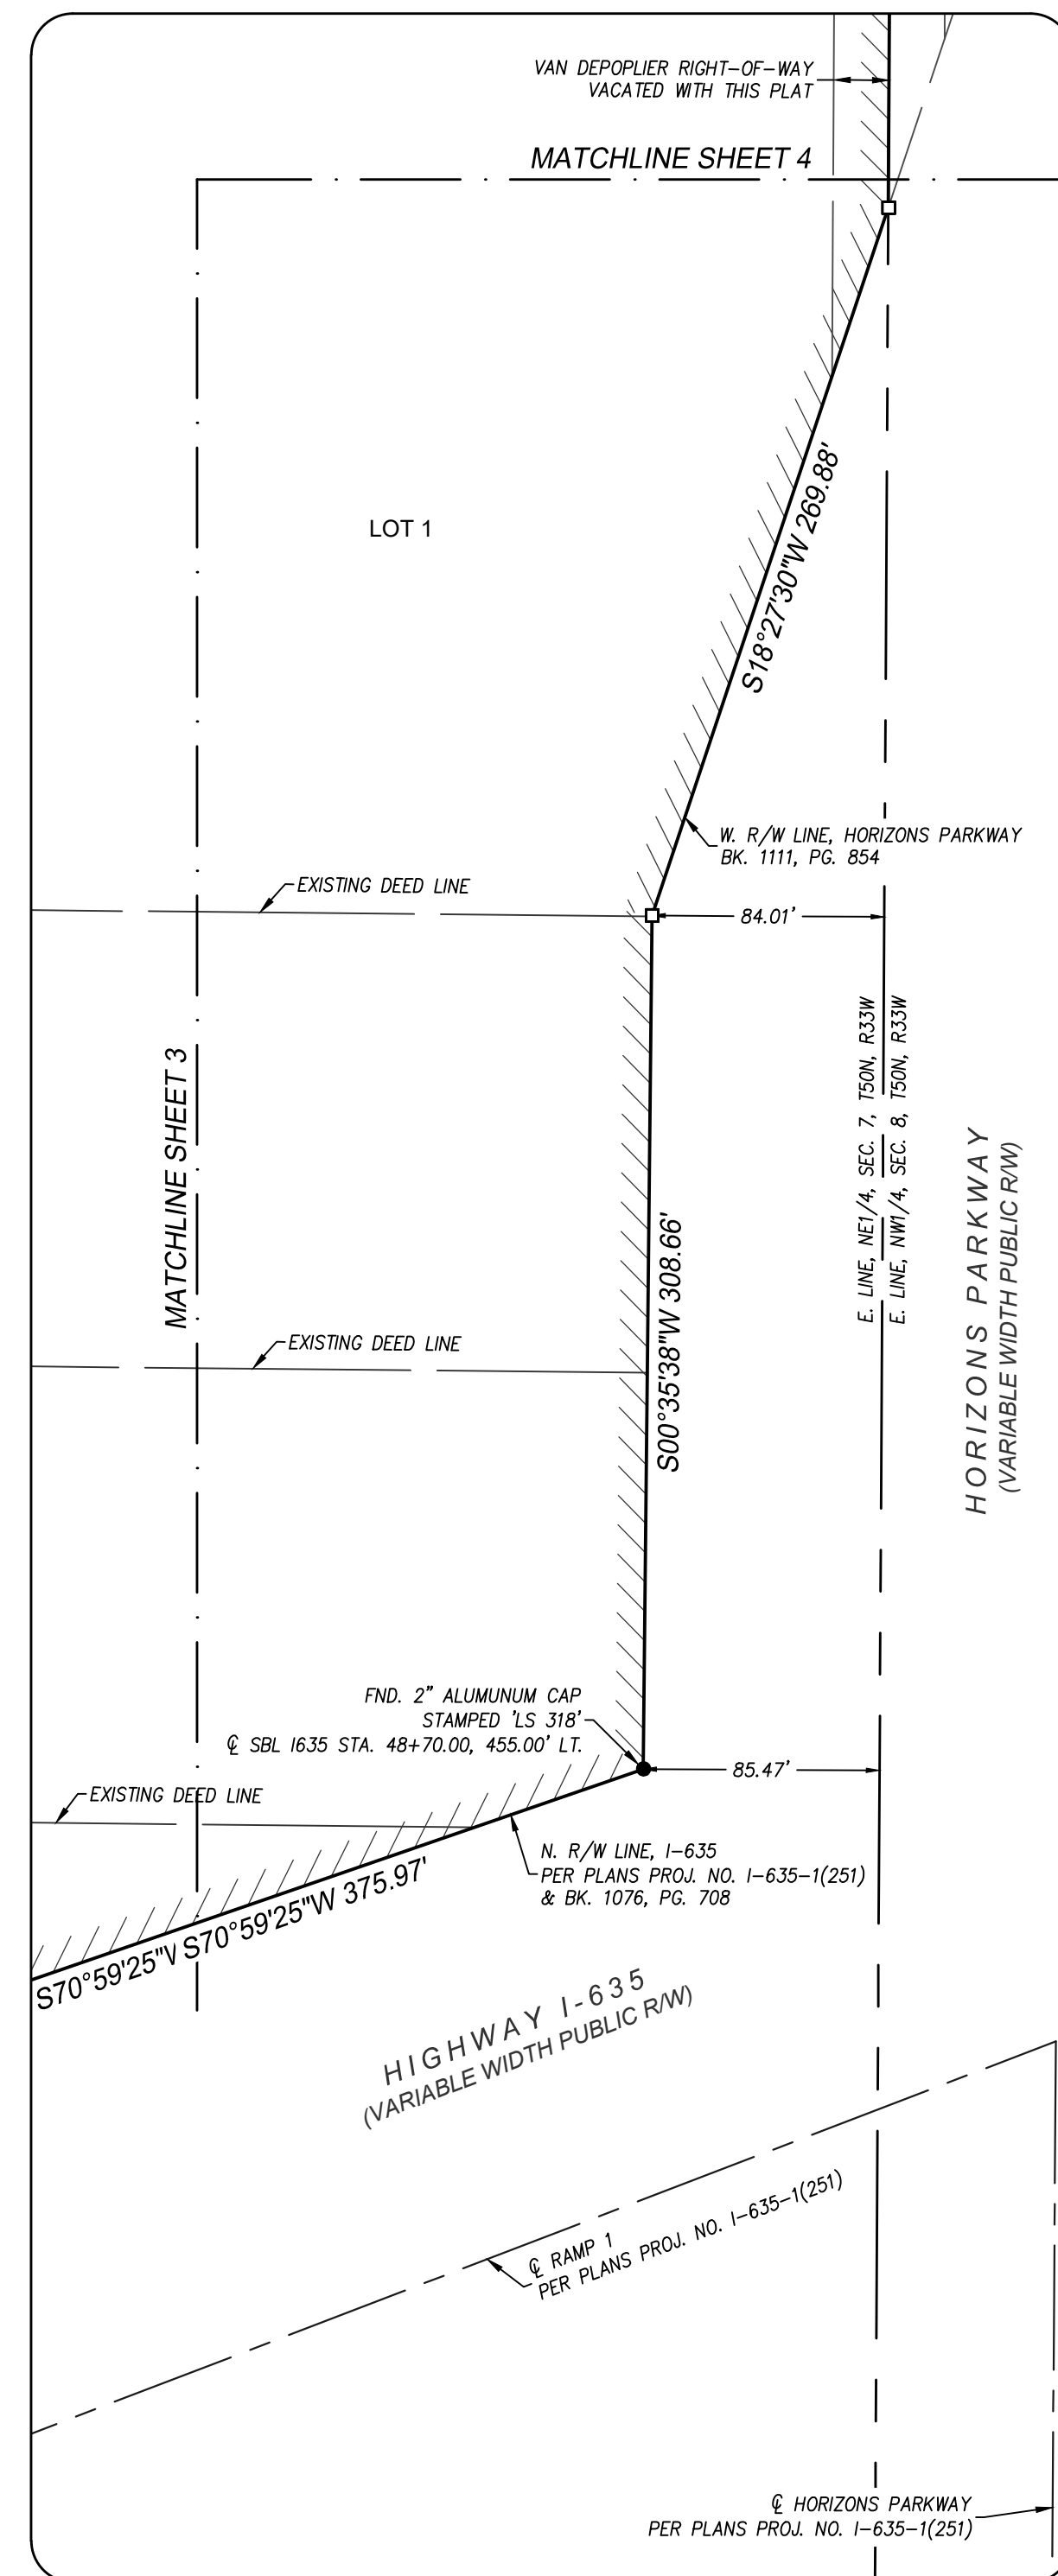 VAN DEPOPLIER RIGHT-OF-WAY
VACATED WITH THIS PLAT
MATCHLINE SHEET 4
LOT 1
S18°27'30"W 269.88'
W. R/W LINE, HORIZONS PARKWAY
BK. 1111, PG. 854
EXISTING DEED LINE
84.01'
E. LINE, NE1/4, SEC. 7, T50N, R33W
E. LINE, NW1/4, SEC. 8, T50N, R33W
MATCHLINE SHEET 3
HORIZONS PARKWAY
(VARIABLE WIDTH PUBLIC R/W)
S00°35'38"W 308.66'
EXISTING DEED LINE
FND. 2" ALUMUNUM CAP
STAMPED 'LS 318'
℄ SBL I635 STA. 48+70.00, 455.00' LT.
85.47'
EXISTING DEED LINE
N. R/W LINE, I-635
PER PLANS PROJ. NO. I-635-1(251)
& BK. 1076, PG. 708
S70°59'25"W 375.97'
S70°59'25"
HIGHWAY I-635
(VARIABLE WIDTH PUBLIC R/W)
℄ RAMP 1
PER PLANS PROJ. NO. I-635-1(251)
℄ HORIZONS PARKWAY
PER PLANS PROJ. NO. I-635-1(251)